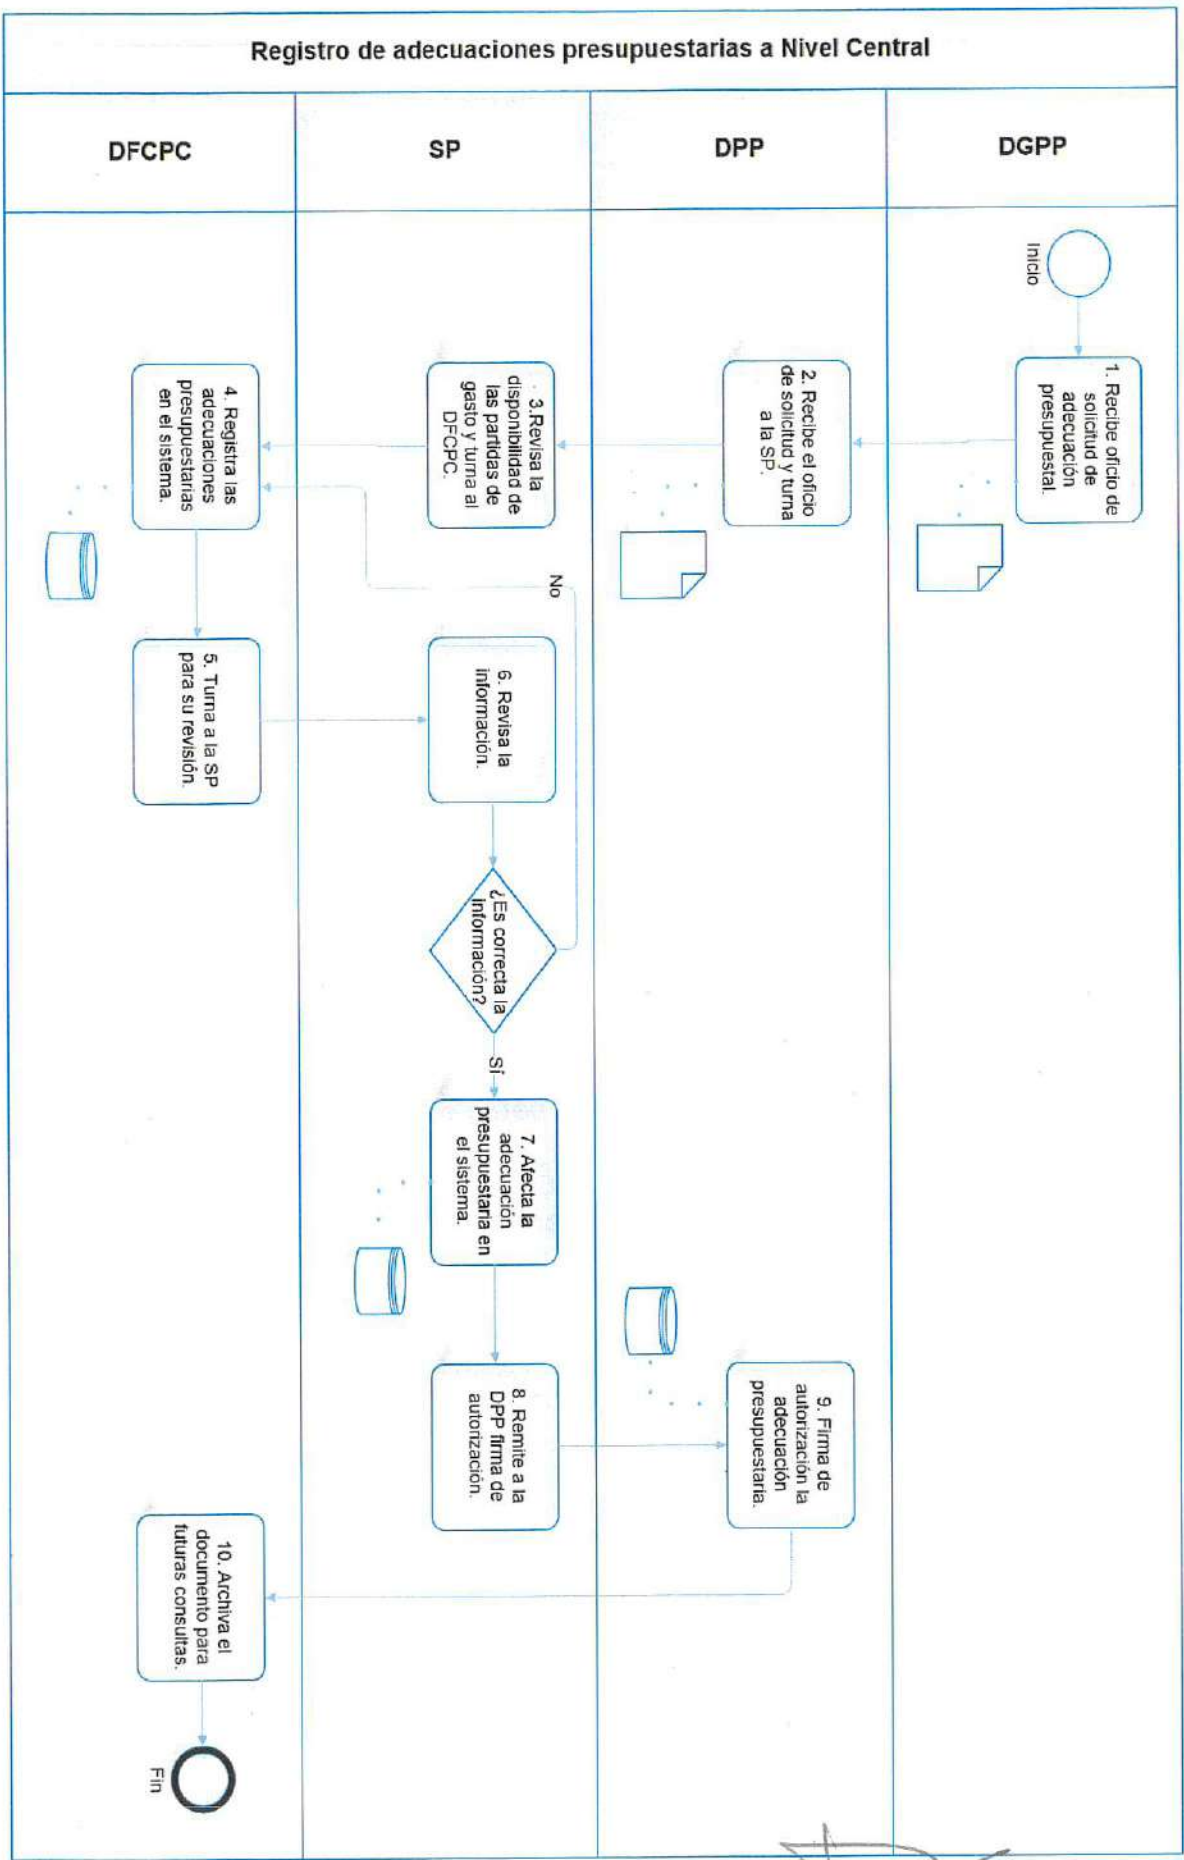 Registro de adecuaciones presupuestarias a Nivel Central
DGPP
DPP
SP
DFCPC
Inicio
1. Recibe oficio de
solicitud de
adecuación
presupuestal.
2. Recibe el oficio
de solicitud y turna
a la SP.
3.Revisa la
disponibilidad de
las partidas de
gasto y turna al
DFCPC.
4. Registra las
adecuaciones
presupuestarias
en el sistema.
5. Turna a la SP
para su revisión.
6. Revisa la
información.
¿Es correcta la
información?
No
Sí
7. Afecta la
adecuación
presupuestaria en
el sistema.
8. Remite a la
DPP firma de
autorización.
9. Firma de
autorización la
adecuación
presupuestaria.
10. Archiva el
documento para
futuras consultas.
Fin